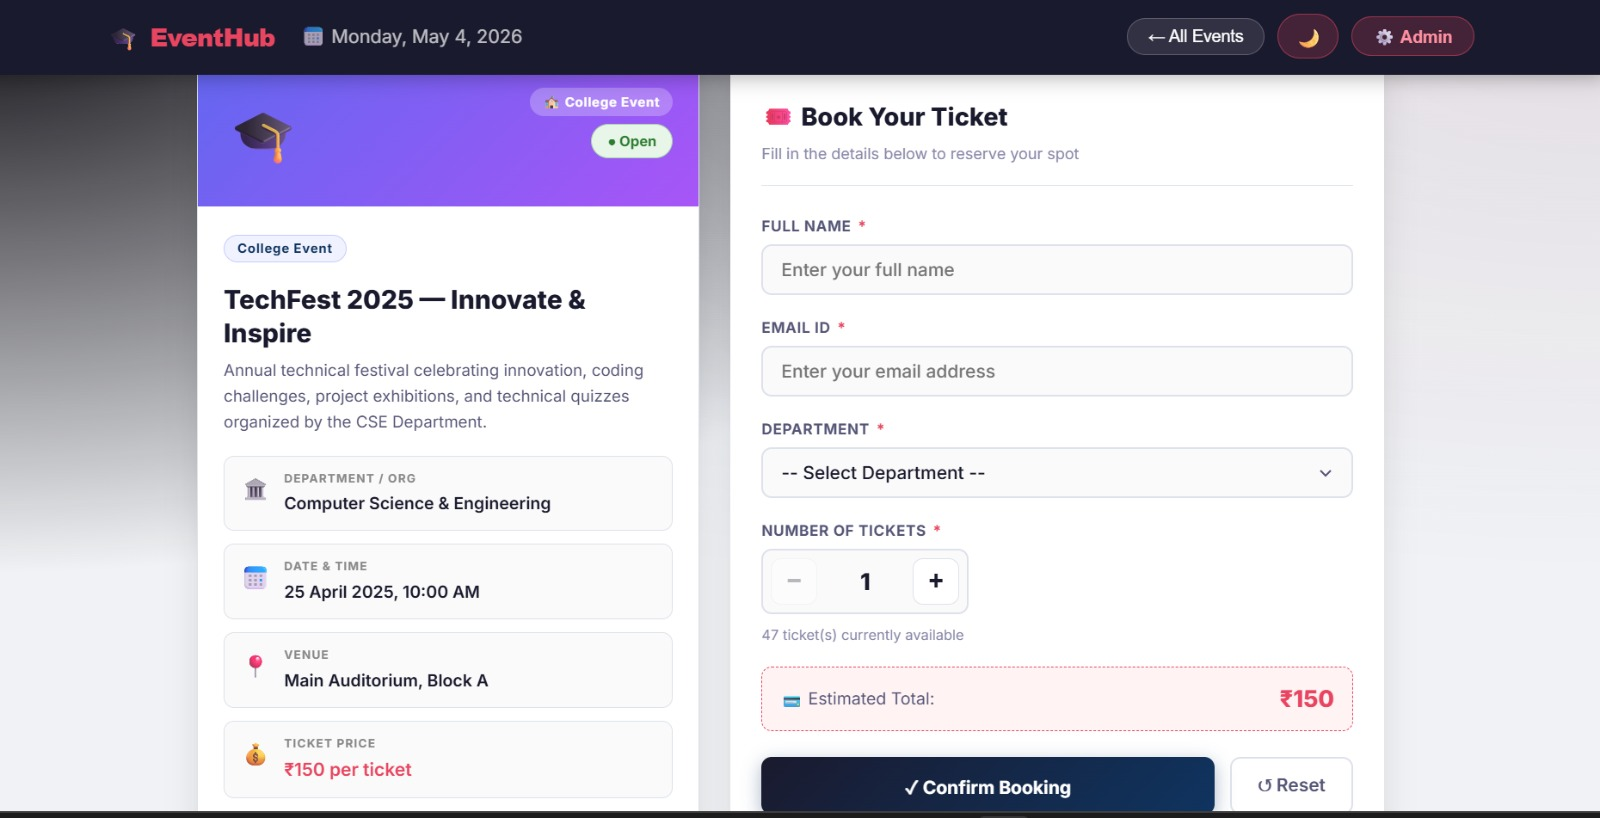 EventHub
Monday, May 4, 2026
← All Events
Admin
College Event
• Open
College Event
TechFest 2025 — Innovate &
Inspire
Annual technical festival celebrating innovation, coding
challenges, project exhibitions, and technical quizzes
organized by the CSE Department.
DEPARTMENT / ORG
Computer Science & Engineering
DATE & TIME
25 April 2025, 10:00 AM
VENUE
Main Auditorium, Block A
TICKET PRICE
₹150 per ticket
Book Your Ticket
Fill in the details below to reserve your spot
FULL NAME *
Enter your full name
EMAIL ID *
Enter your email address
DEPARTMENT *
-- Select Department --
NUMBER OF TICKETS *
− 1 +
47 ticket(s) currently available
Estimated Total: ₹150
✓ Confirm Booking
↺ Reset